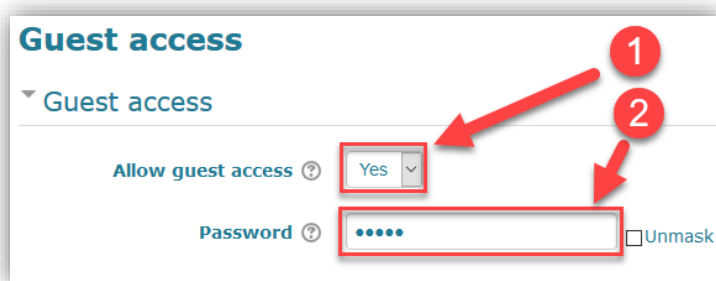 Guest access
1
Guest access
2
Allow guest access ? Yes
Password ? •••••
Unmask